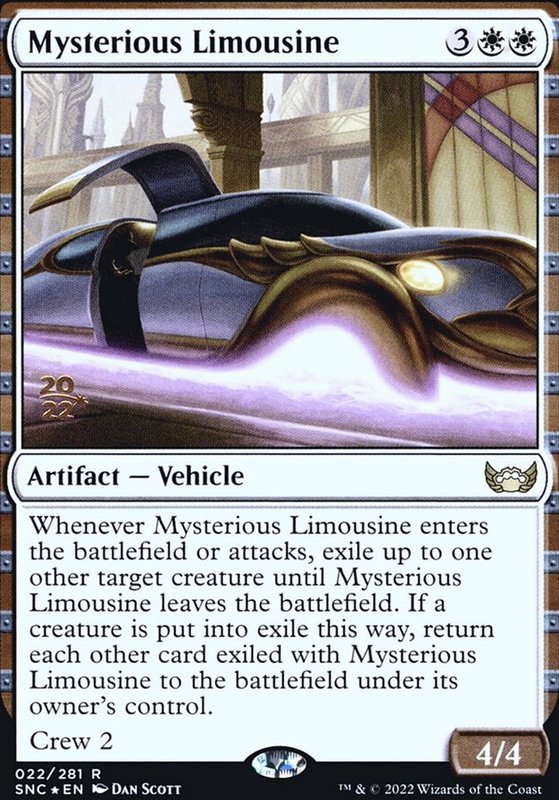 Mysterious Limousine 3
20
22
Artifact — Vehicle
Whenever Mysterious Limousine enters
the battlefield or attacks, exile up to one
other target creature until Mysterious
Limousine leaves the battlefield. If a
creature is put into exile this way, return
each other card exiled with Mysterious
Limousine to the battlefield under its
owner's control.
Crew 2
4/4
022/281 R
SNC ★ EN Dan Scott
™ & © 2022 Wizards of the Coast